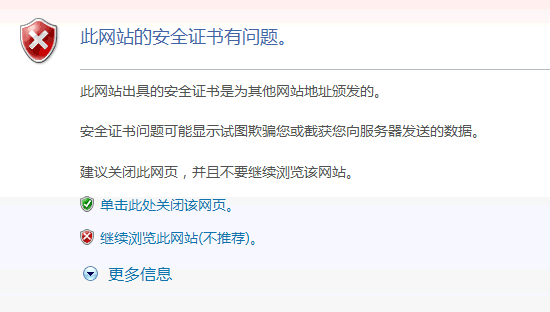 此网站的安全证书有问题。
此网站出具的安全证书是为其他网站地址颁发的。
安全证书问题可能显示试图欺骗您或截获您向服务器发送的数据。
建议关闭此网页，并且不要继续浏览该网站。
单击此处关闭该网页。
继续浏览此网站(不推荐)。
更多信息